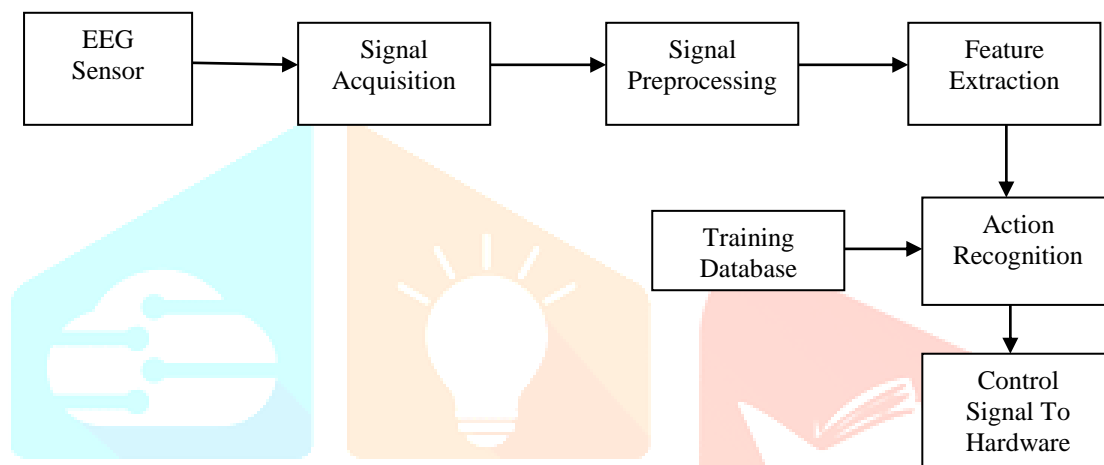 EEG
Sensor
Signal
Acquisition
Signal
Preprocessing
Feature
Extraction
Training
Database
Action
Recognition
Control
Signal To
Hardware